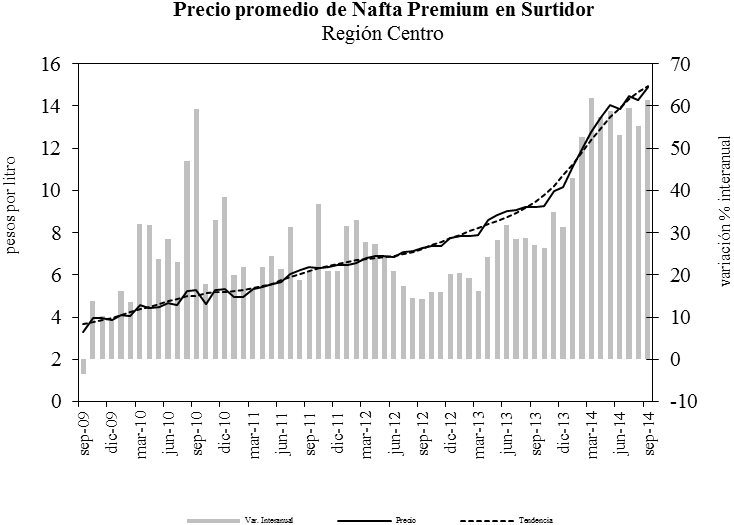 Precio promedio de Nafta Premium en Surtidor
Región Centro
pesos por litro
16
14
12
10
8
6
4
2
0
70
60
50
40
30
20
10
0
-10
variación % interanual
sep-09
dic-09
mar-10
jun-10
sep-10
dic-10
mar-11
jun-11
sep-11
dic-11
mar-12
jun-12
sep-12
dic-12
mar-13
jun-13
sep-13
dic-13
mar-14
jun-14
sep-14
Var. Interanual Precio Tendencia